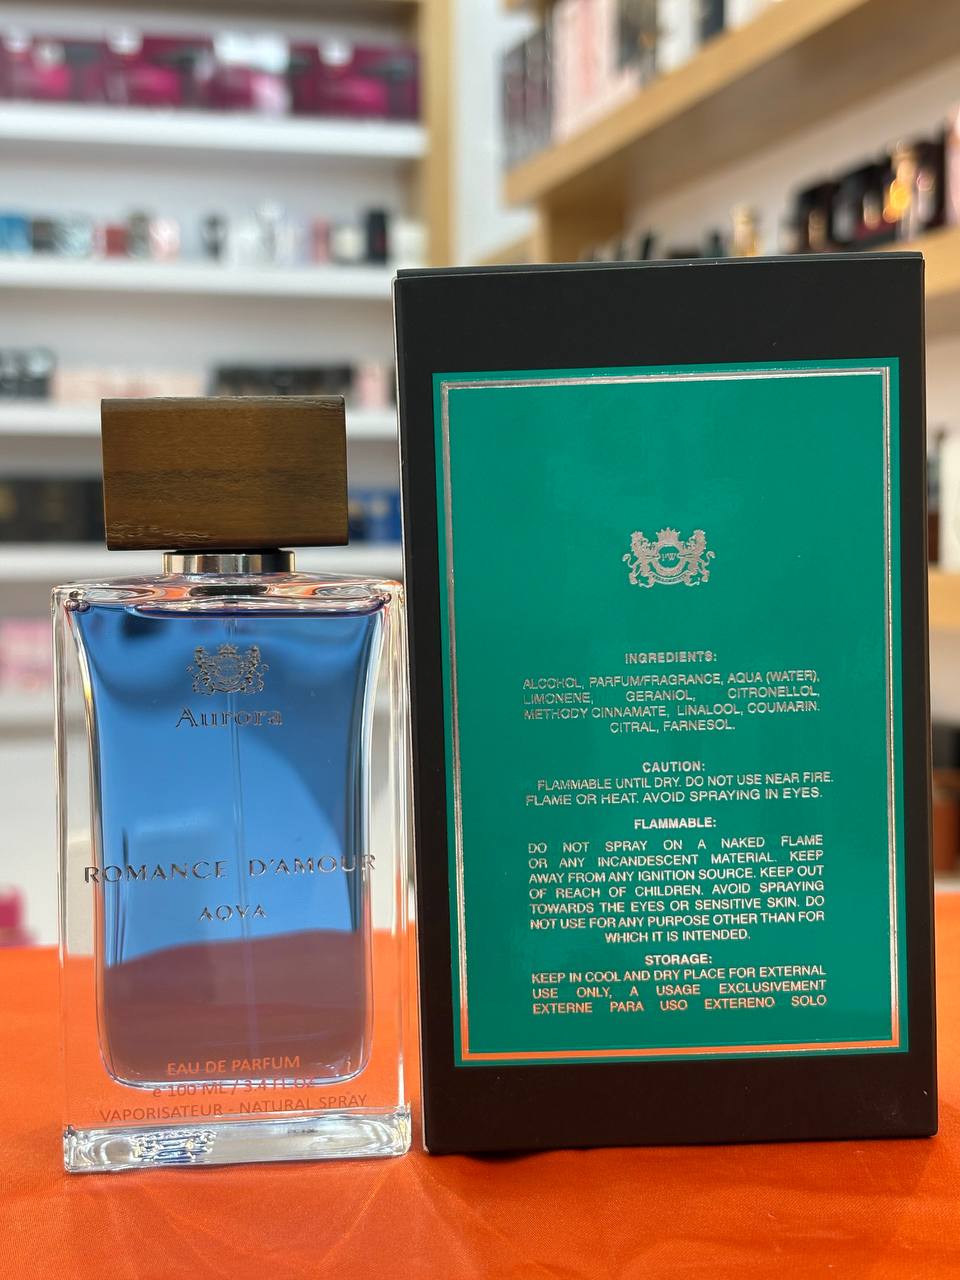 Aurora
ROMANCE D'AMOUR
AQVA
EAU DE PARFUM
e 100 ML / 3.4 FL OZ
VAPORISATEUR - NATURAL SPRAY
INGREDIENTS:
ALCOHOL, PARFUM/FRAGRANCE, AQUA (WATER),
LIMONENE, GERANIOL, CITRONELLOL,
METHODY CINNAMATE, LINALOOL, COUMARIN.
CITRAL, FARNESOL.
CAUTION:
FLAMMABLE UNTIL DRY. DO NOT USE NEAR FIRE.
FLAME OR HEAT. AVOID SPRAYING IN EYES.
FLAMMABLE:
DO NOT SPRAY ON A NAKED FLAME
OR ANY INCANDESCENT MATERIAL. KEEP
AWAY FROM ANY IGNITION SOURCE. KEEP OUT
OF REACH OF CHILDREN. AVOID SPRAYING
TOWARDS THE EYES OR SENSITIVE SKIN. DO
NOT USE FOR ANY PURPOSE OTHER THAN FOR
WHICH IT IS INTENDED.
STORAGE:
KEEP IN COOL AND DRY PLACE FOR EXTERNAL
USE ONLY, A USAGE EXCLUSIVEMENT
EXTERNE PARA USO EXTERENO SOLO